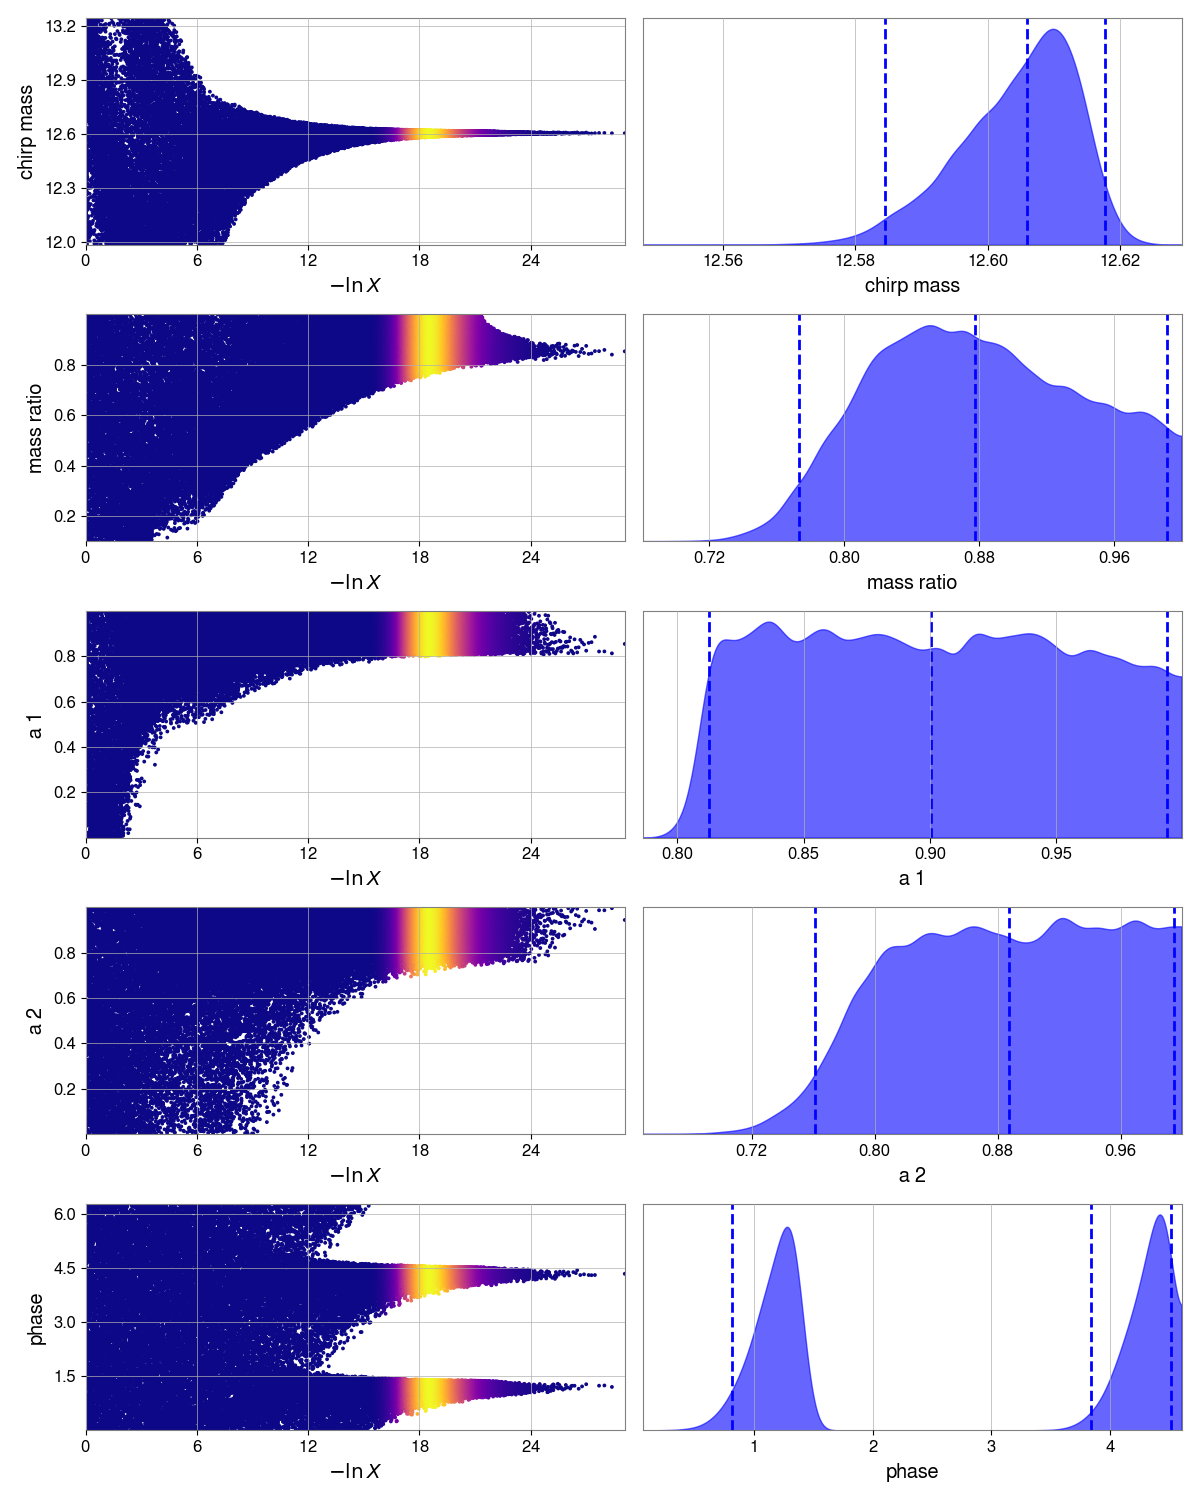 13.2
12.9
12.6
12.3
12.0
chirp mass
0 6 12 18 24
−ln X
12.56 12.58 12.60 12.62
chirp mass
0.8
0.6
0.4
0.2
mass ratio
0 6 12 18 24
−ln X
0.72 0.80 0.88 0.96
mass ratio
0.8
0.6
0.4
0.2
a 1
0 6 12 18 24
−ln X
0.80 0.85 0.90 0.95
a 1
0.8
0.6
0.4
0.2
a 2
0 6 12 18 24
−ln X
0.72 0.80 0.88 0.96
a 2
6.0
4.5
3.0
1.5
phase
0 6 12 18 24
−ln X
1 2 3 4
phase